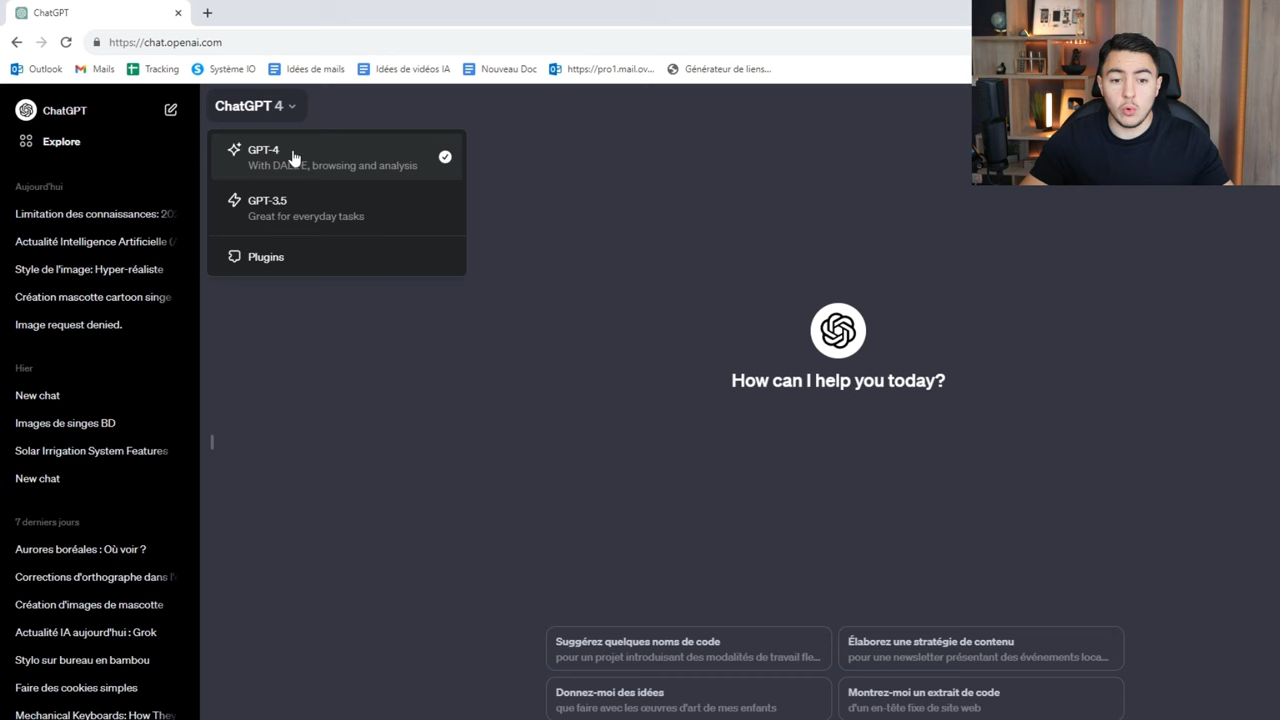 ChatGPT
https://chat.openai.com
Outlook
Mails
Tracking
Système IO
Idées de mails
Idées de vidéos IA
Nouveau Doc
https://pro1.mail.ov...
Générateur de liens...
ChatGPT
Explore
Aujourd'hui
Limitation des connaissances: 20
Actualité Intelligence Artificielle (
Style de l'image: Hyper-réaliste
Création mascotte cartoon singe
Image request denied.
Hier
New chat
Images de singes BD
Solar Irrigation System Features
New chat
7 derniers jours
Aurores boréales : Où voir ?
Corrections d'orthographe dans
Création d'images de mascotte
Actualité IA aujourd'hui : Grok
Stylo sur bureau en bambou
Faire des cookies simples
Mechanical Keyboards: How They
ChatGPT 4
GPT-4
With browsing and analysis
GPT-3.5
Great for everyday tasks
Plugins
How can I help you today?
Suggérez quelques noms de code
pour un projet introduisant des modalités de travail fle...
Élaborez une stratégie de contenu
pour une newsletter présentant des événements loca...
Donnez-moi des idées
que faire avec les œuvres d'art de mes enfants
Montrez-moi un extrait de code
d'un en-tête fixe de site web